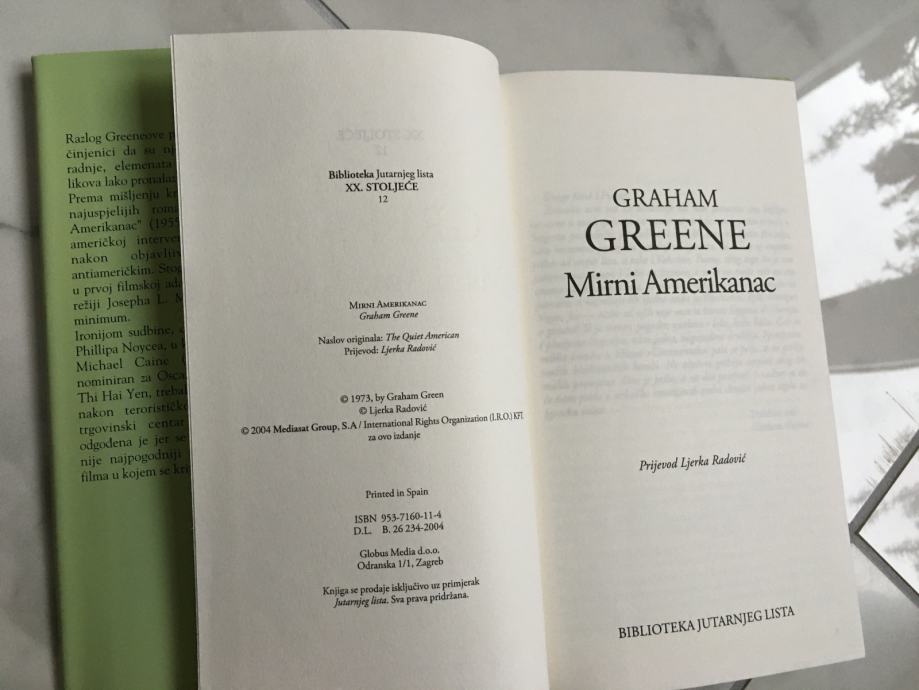 Razlog Greeneove
činjenici da su
radnje, elemenata
likova lako
Prema mišljenju
najuspjelijih
Amerikanac" (1955
američkoj
nakon
antiameričkim.
u prvoj filmskoj
režiji Josepha L.
minimum.
Ironijom sudbine,
Phillipa Noycea, u
Michael Caine
nominiran za
Thi Hai Yen,
nakon
trgovinski centar
odgođena je jer se
nije najpogodniji
filma u kojem se
Biblioteka Jutarnjeg lista
XX. STOLJEĆE
12
MIRNI AMERIKANAC
Graham Greene
Naslov originala: The Quiet American
Prijevod: Ljerka Radović
© 1973, by Graham Green
© Ljerka Radović
© 2004 Mediasat Group, S.A / International Rights Organization (I.R.O.) KFT.
za ovo izdanje
Printed in Spain
ISBN 953-7160-11-4
D.L. B. 26 234-2004
Globus Media d.o.o.
Odranska 1/1, Zagreb
Knjiga se prodaje isključivo uz primjerak
Jutarnjeg lista. Sva prava pridržana.
GRAHAM
GREENE
Mirni Amerikanac
Prijevod Ljerka Radović
BIBLIOTEKA JUTARNJEG LISTA